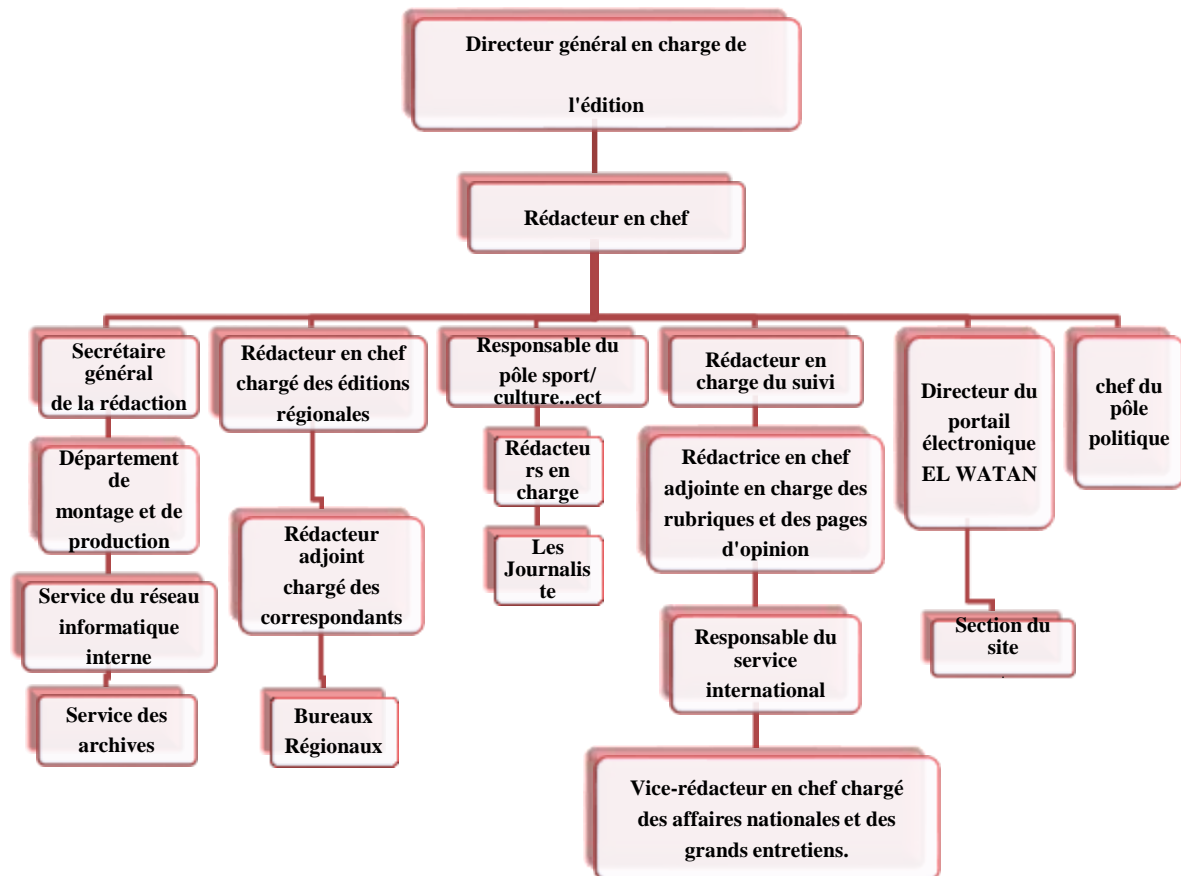 Directeur général en charge de
l'édition
Rédacteur en chef
Secrétaire
général
de la rédaction
Département
de
montage et de
production
Service du réseau
informatique
interne
Service des
archives
Rédacteur en chef
chargé des éditions
régionales
Rédacteur
adjoint
chargé des
correspondants
Bureaux
Régionaux
Responsable du
pôle sport/
culture...ect
Rédacteu
rs en
charge
Les
Journalis
te
Rédacteur en
charge du suivi
Rédactrice en chef
adjointe en charge des
rubriques et des pages
d'opinion
Responsable du
service
international
Vice-rédacteur en chef chargé
des affaires nationales et des
grands entretiens.
Directeur du
portail
électronique
EL WATAN
Section du
site
chef du
pôle
politique